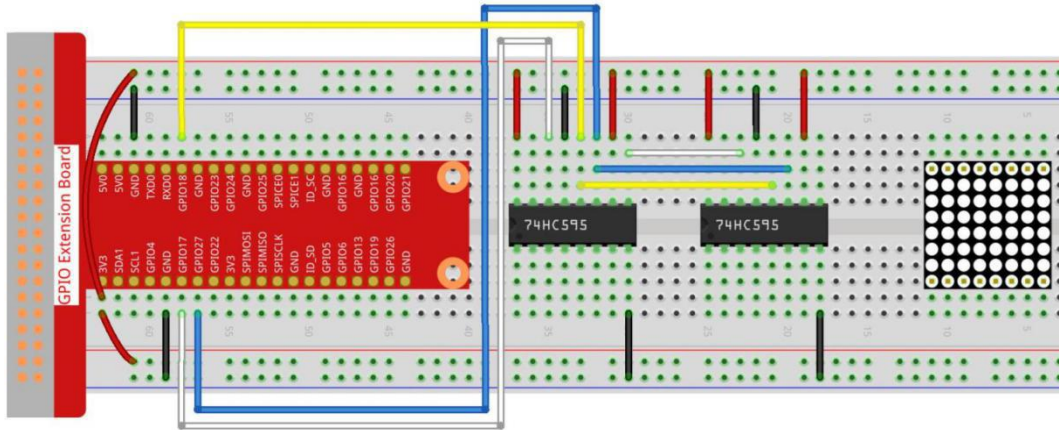 GPIO Extension Board
5V0
5V0
GND
TXD0
RXD0
GPIO18
GND
GPIO23
GPIO24
GND
GPIO25
SPICE0
SPICE1
ID_SC
GND
GPIO16
GND
GPIO16
GPIO20
GPIO21
3V3
SDA1
SCL1
GPIO4
GND
GPIO17
GPIO27
GPIO22
3V3
SPIMOSI
SPIMISO
SPISCLK
GND
ID_SD
GPIO5
GPIO6
GPIO13
GPIO19
GPIO26
GND
60
55
50
45
40
30
20
15
10
5
74HC595
74HC595
60
55
50
45
40
35
25
20
15
10
5